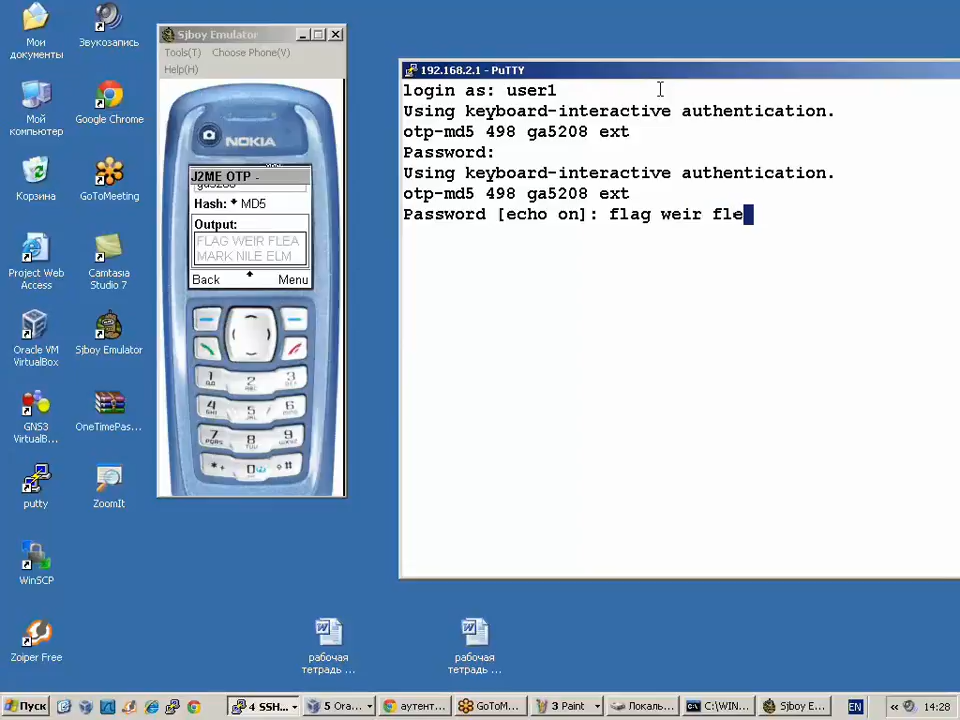 Мои
документы
Звукозапись
Мой
компьютер
Google Chrome
Корзина
GoToMeeting
Project Web
Access
Camtasia
Studio 7
Oracle VM
VirtualBox
Sjboy Emulator
GNS3
VirtualB...
OneTimePas...
putty
ZoomIt
WinSCP
Zoiper Free
Sjboy Emulator
Tools(T) Choose Phone(V)
Help(H)
NOKIA
J2ME OTP -
Hash: MD5
Output:
FLAG WEIR FLEA
MARK NILE ELM
Back Menu
192.168.2.1 - PuTTY
login as: user1
Using keyboard-interactive authentication.
otp-md5 498 ga5208 ext
Password:
Using keyboard-interactive authentication.
otp-md5 498 ga5208 ext
Password [echo on]: flag weir fle
рабочая
тетрадь ...
рабочая
тетрадь ...
Пуск
4 SSH...
5 Ora...
аутент...
GoToM...
3 Paint
Локаль...
C:\WIN...
Sjboy E...
EN
14:28